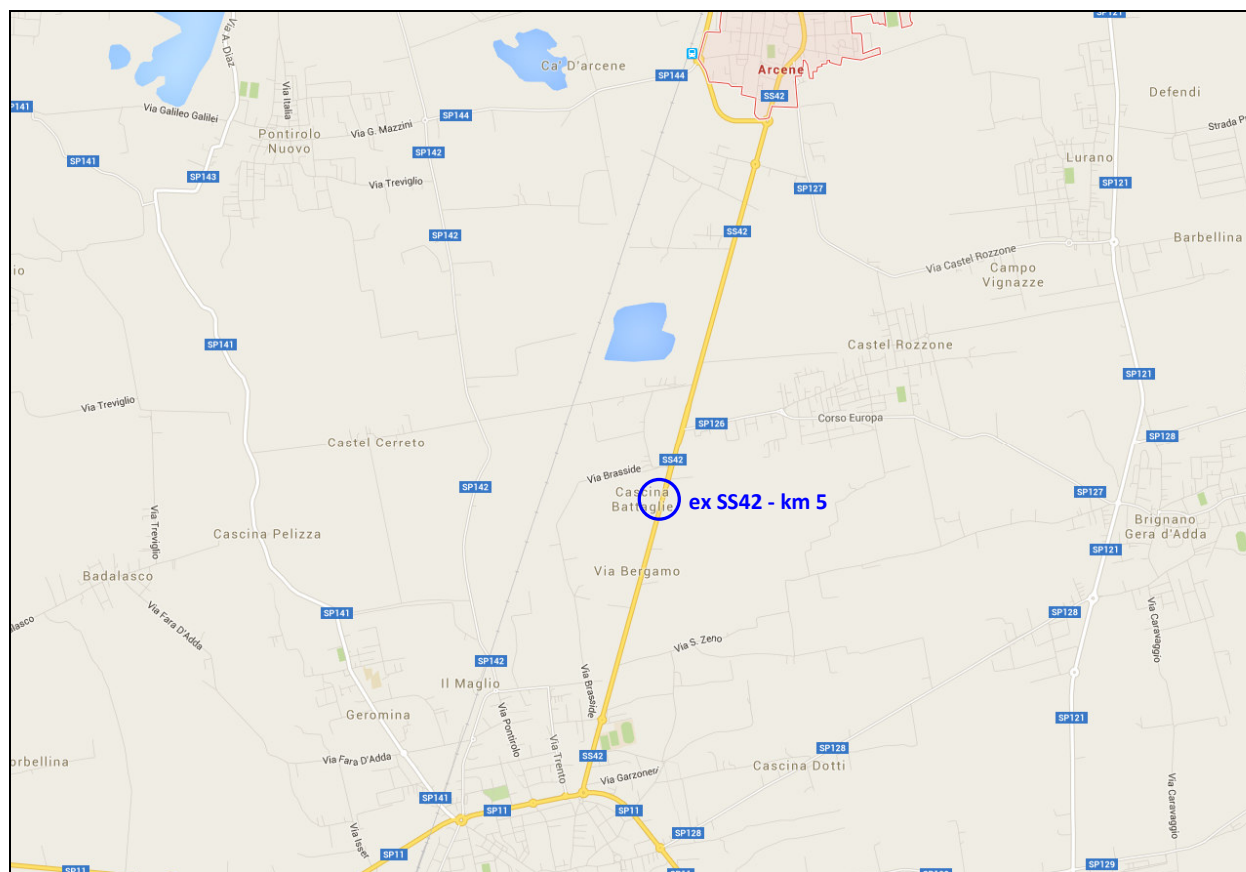 SP121
Via A. Diaz
Ca' D'arcene
SP144
Arcene
SS42
Defendi
SP141
Via Galileo Galilei
Via Italia
Pontirolo
Nuovo
Via G. Mazzini
SP144
Strada P
SP142
Lurano
SP141
SP143
Via Treviglio
SP127
SP121
SP142
SS42
Barbellina
Via Castel Rozzone
Campo
Vignazze
io
SP141
Castel Rozzone
SP121
Via Treviglio
SP126
Corso Europa
Castel Cerreto
SP128
SS42
Via Brasside
SP142
Cascina
Battaglie
ex SS42 - km 5
SP127
Via Treviglio
Cascina Pelizza
Brignano
Gera d'Adda
SP121
Badalasco
Via Bergamo
Via Fara D'Adda
SP141
SP128
Via Caravaggio
alasco
Via S. Zeno
SP142
Il Maglio
Via Brasside
Geromina
Via Pontirolo
SP121
Via Trento
SP128
orbellina
Via Fara D'Adda
SS42
Cascina Dotti
Via Garzoneri
SP141
SP11
SP11
Via Caravaggio
SP128
Via Isser
SP11
SP11
SP129